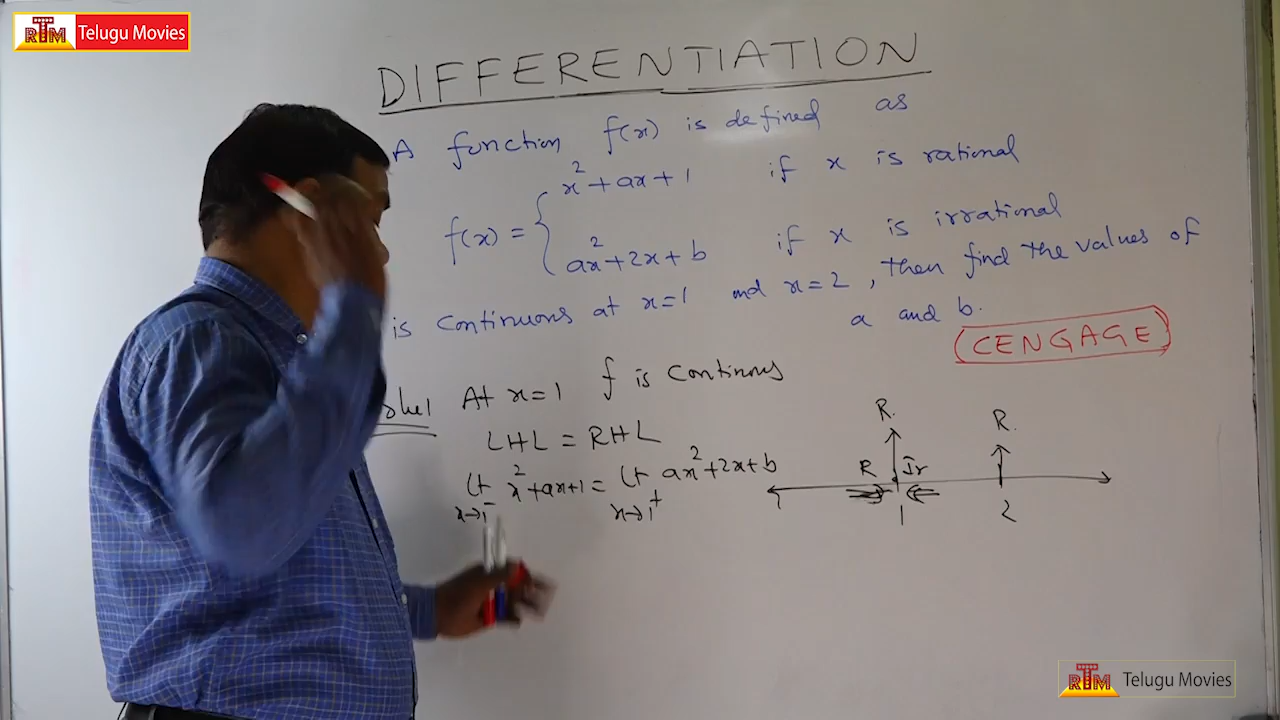 RTM Telugu Movies
DIFFERENTIATION
A function f(x) is defined as
f(x) = { x²+ax+1 if x is rational
ax²+2x+b if x is irrational
is continuous at x=1 and x=2, then find the values of
a and b.
CENGAGE
At x=1 f is continous
LHL = RHL
Lt x→1⁻ x²+ax+1 = Lt x→1⁺ ax²+2x+b
R. R.
R Ir
1 2
RTM Telugu Movies